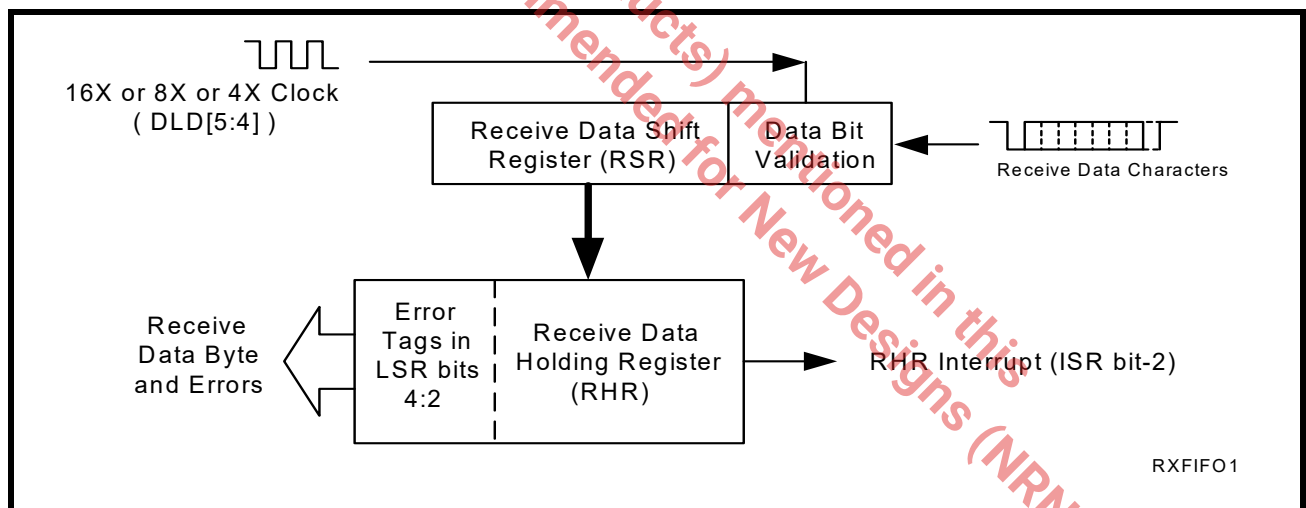 16X or 8X or 4X Clock
( DLD[5:4] )
Receive Data Shift
Register (RSR)
Data Bit
Validation
Receive Data Characters
Receive
Data Byte
and Errors
Error
Tags in
LSR bits
4:2
Receive Data
Holding Register
(RHR)
RHR Interrupt (ISR bit-2)
RXFIFO1
ucts) mentioned in this
mended for New Designs (NRN